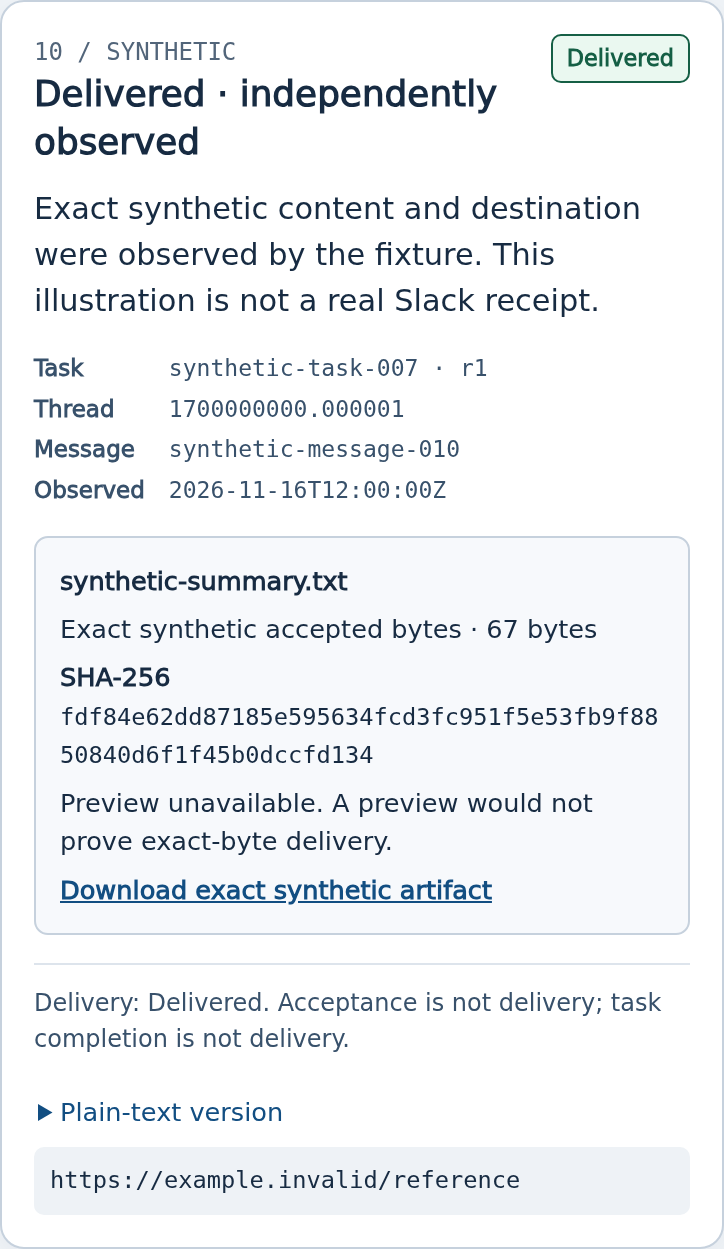 10 / SYNTHETIC
Delivered
Delivered · independently
observed
Exact synthetic content and destination
were observed by the fixture. This
illustration is not a real Slack receipt.
Task synthetic-task-007 · r1
Thread 1700000000.000001
Message synthetic-message-010
Observed 2026-11-16T12:00:00Z
synthetic-summary.txt
Exact synthetic accepted bytes · 67 bytes
SHA-256
fdf84e62dd87185e595634fcd3fc951f5e53fb9f88
50840d6f1f45b0dccfd134
Preview unavailable. A preview would not
prove exact-byte delivery.
Download exact synthetic artifact
Delivery: Delivered. Acceptance is not delivery; task
completion is not delivery.
Plain-text version
https://example.invalid/reference